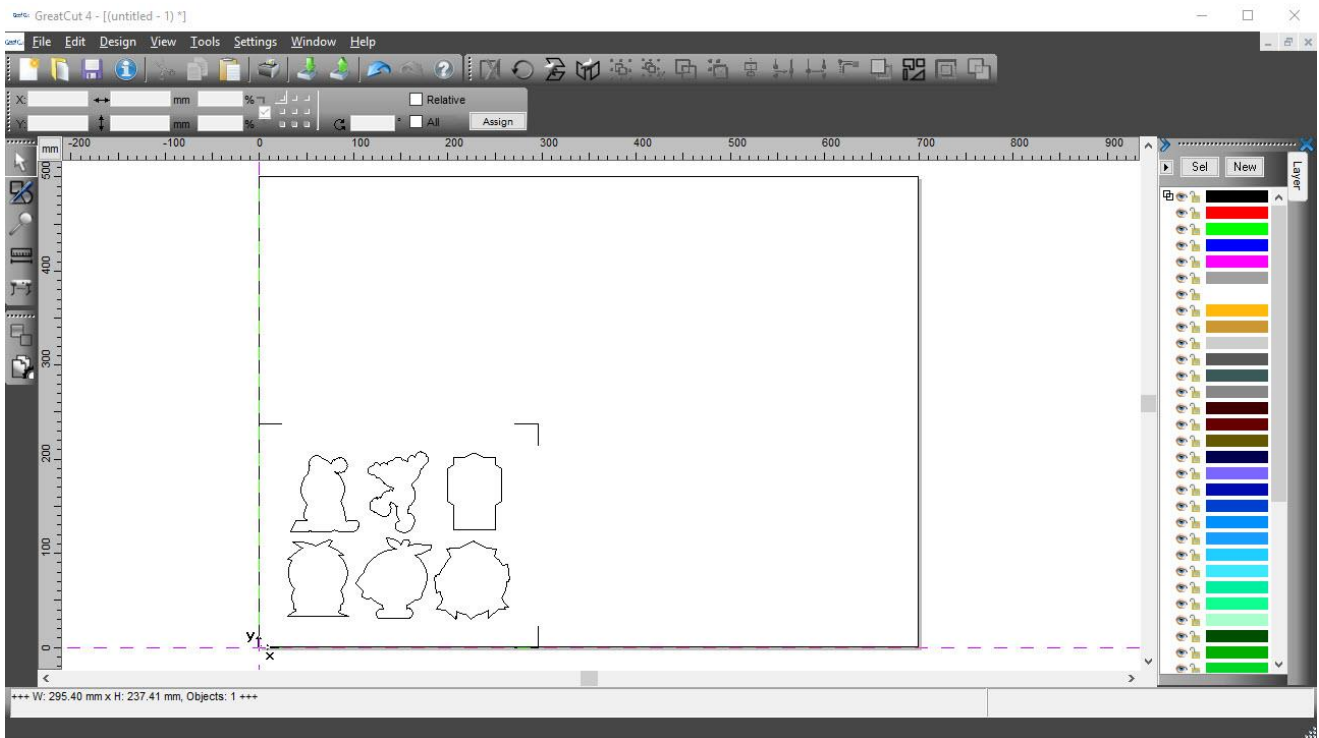 GreatCut GreatCut 4 - [(untitled - 1) *]
GreatCut File Edit Design View Tools Settings Window Help
X: mm % Relative
Y: mm % ° All Assign
mm -200 -100 0 100 200 300 400 500 600 700 800 900
Sel New
Layer
500
400
300
200
100
0
y
x
+++ W: 295.40 mm x H: 237.41 mm, Objects: 1 +++